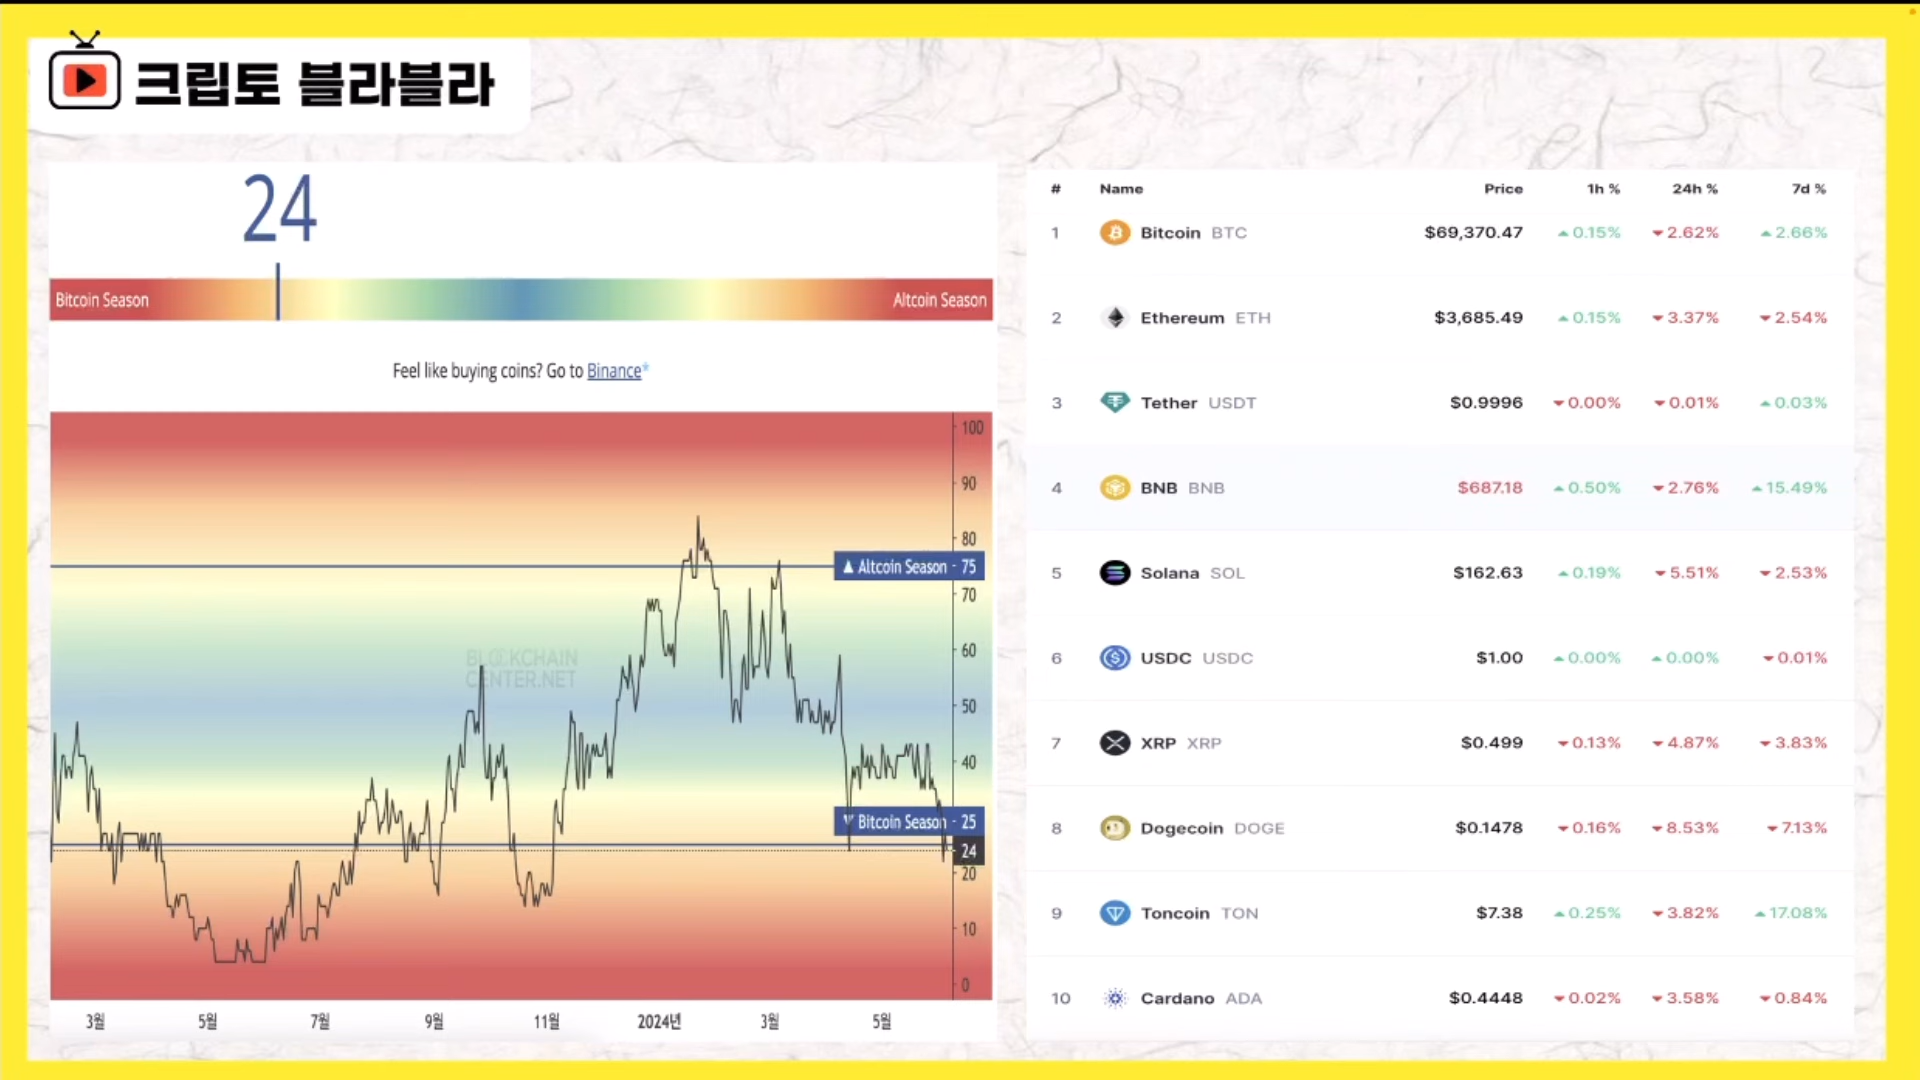 크립토 블라블라
24
Bitcoin Season
Altcoin Season
Feel like buying coins? Go to Binance*
100
90
80
▲ Altcoin Season - 75
70
60
BLOCKCHAIN
CENTER.NET
50
40
▼ Bitcoin Season - 25
24
20
10
0
3월 5월 7월 9월 11월 2024년 3월 5월
# Name Price 1h % 24h % 7d %
1 Bitcoin BTC $69,370.47 ▲ 0.15% ▼ 2.62% ▲ 2.66%
2 Ethereum ETH $3,685.49 ▲ 0.15% ▼ 3.37% ▼ 2.54%
3 Tether USDT $0.9996 ▼ 0.00% ▼ 0.01% ▲ 0.03%
4 BNB BNB $687.18 ▲ 0.50% ▼ 2.76% ▲ 15.49%
5 Solana SOL $162.63 ▲ 0.19% ▼ 5.51% ▼ 2.53%
6 USDC USDC $1.00 ▲ 0.00% ▲ 0.00% ▼ 0.01%
7 XRP XRP $0.499 ▼ 0.13% ▼ 4.87% ▼ 3.83%
8 Dogecoin DOGE $0.1478 ▼ 0.16% ▼ 8.53% ▼ 7.13%
9 Toncoin TON $7.38 ▲ 0.25% ▼ 3.82% ▲ 17.08%
10 Cardano ADA $0.4448 ▼ 0.02% ▼ 3.58% ▼ 0.84%